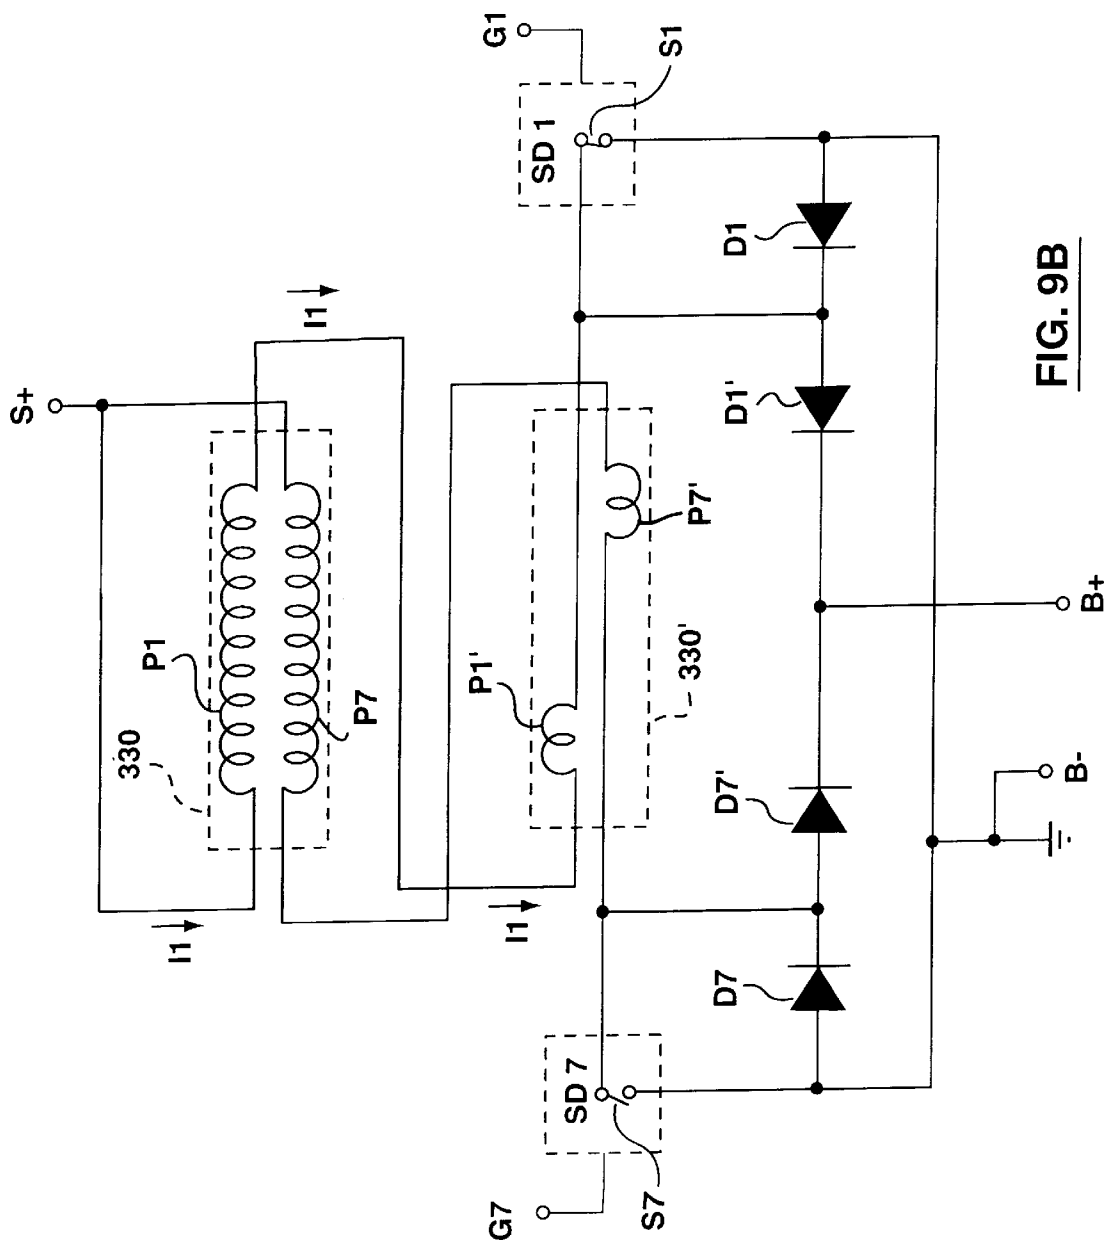 S+
P1
330
P7
I1
I1
P1'
P7'
330'
I1
G1
SD 1
S1
G7
SD 7
S7
D7
D7'
D1'
D1
B-
B+
FIG. 9B